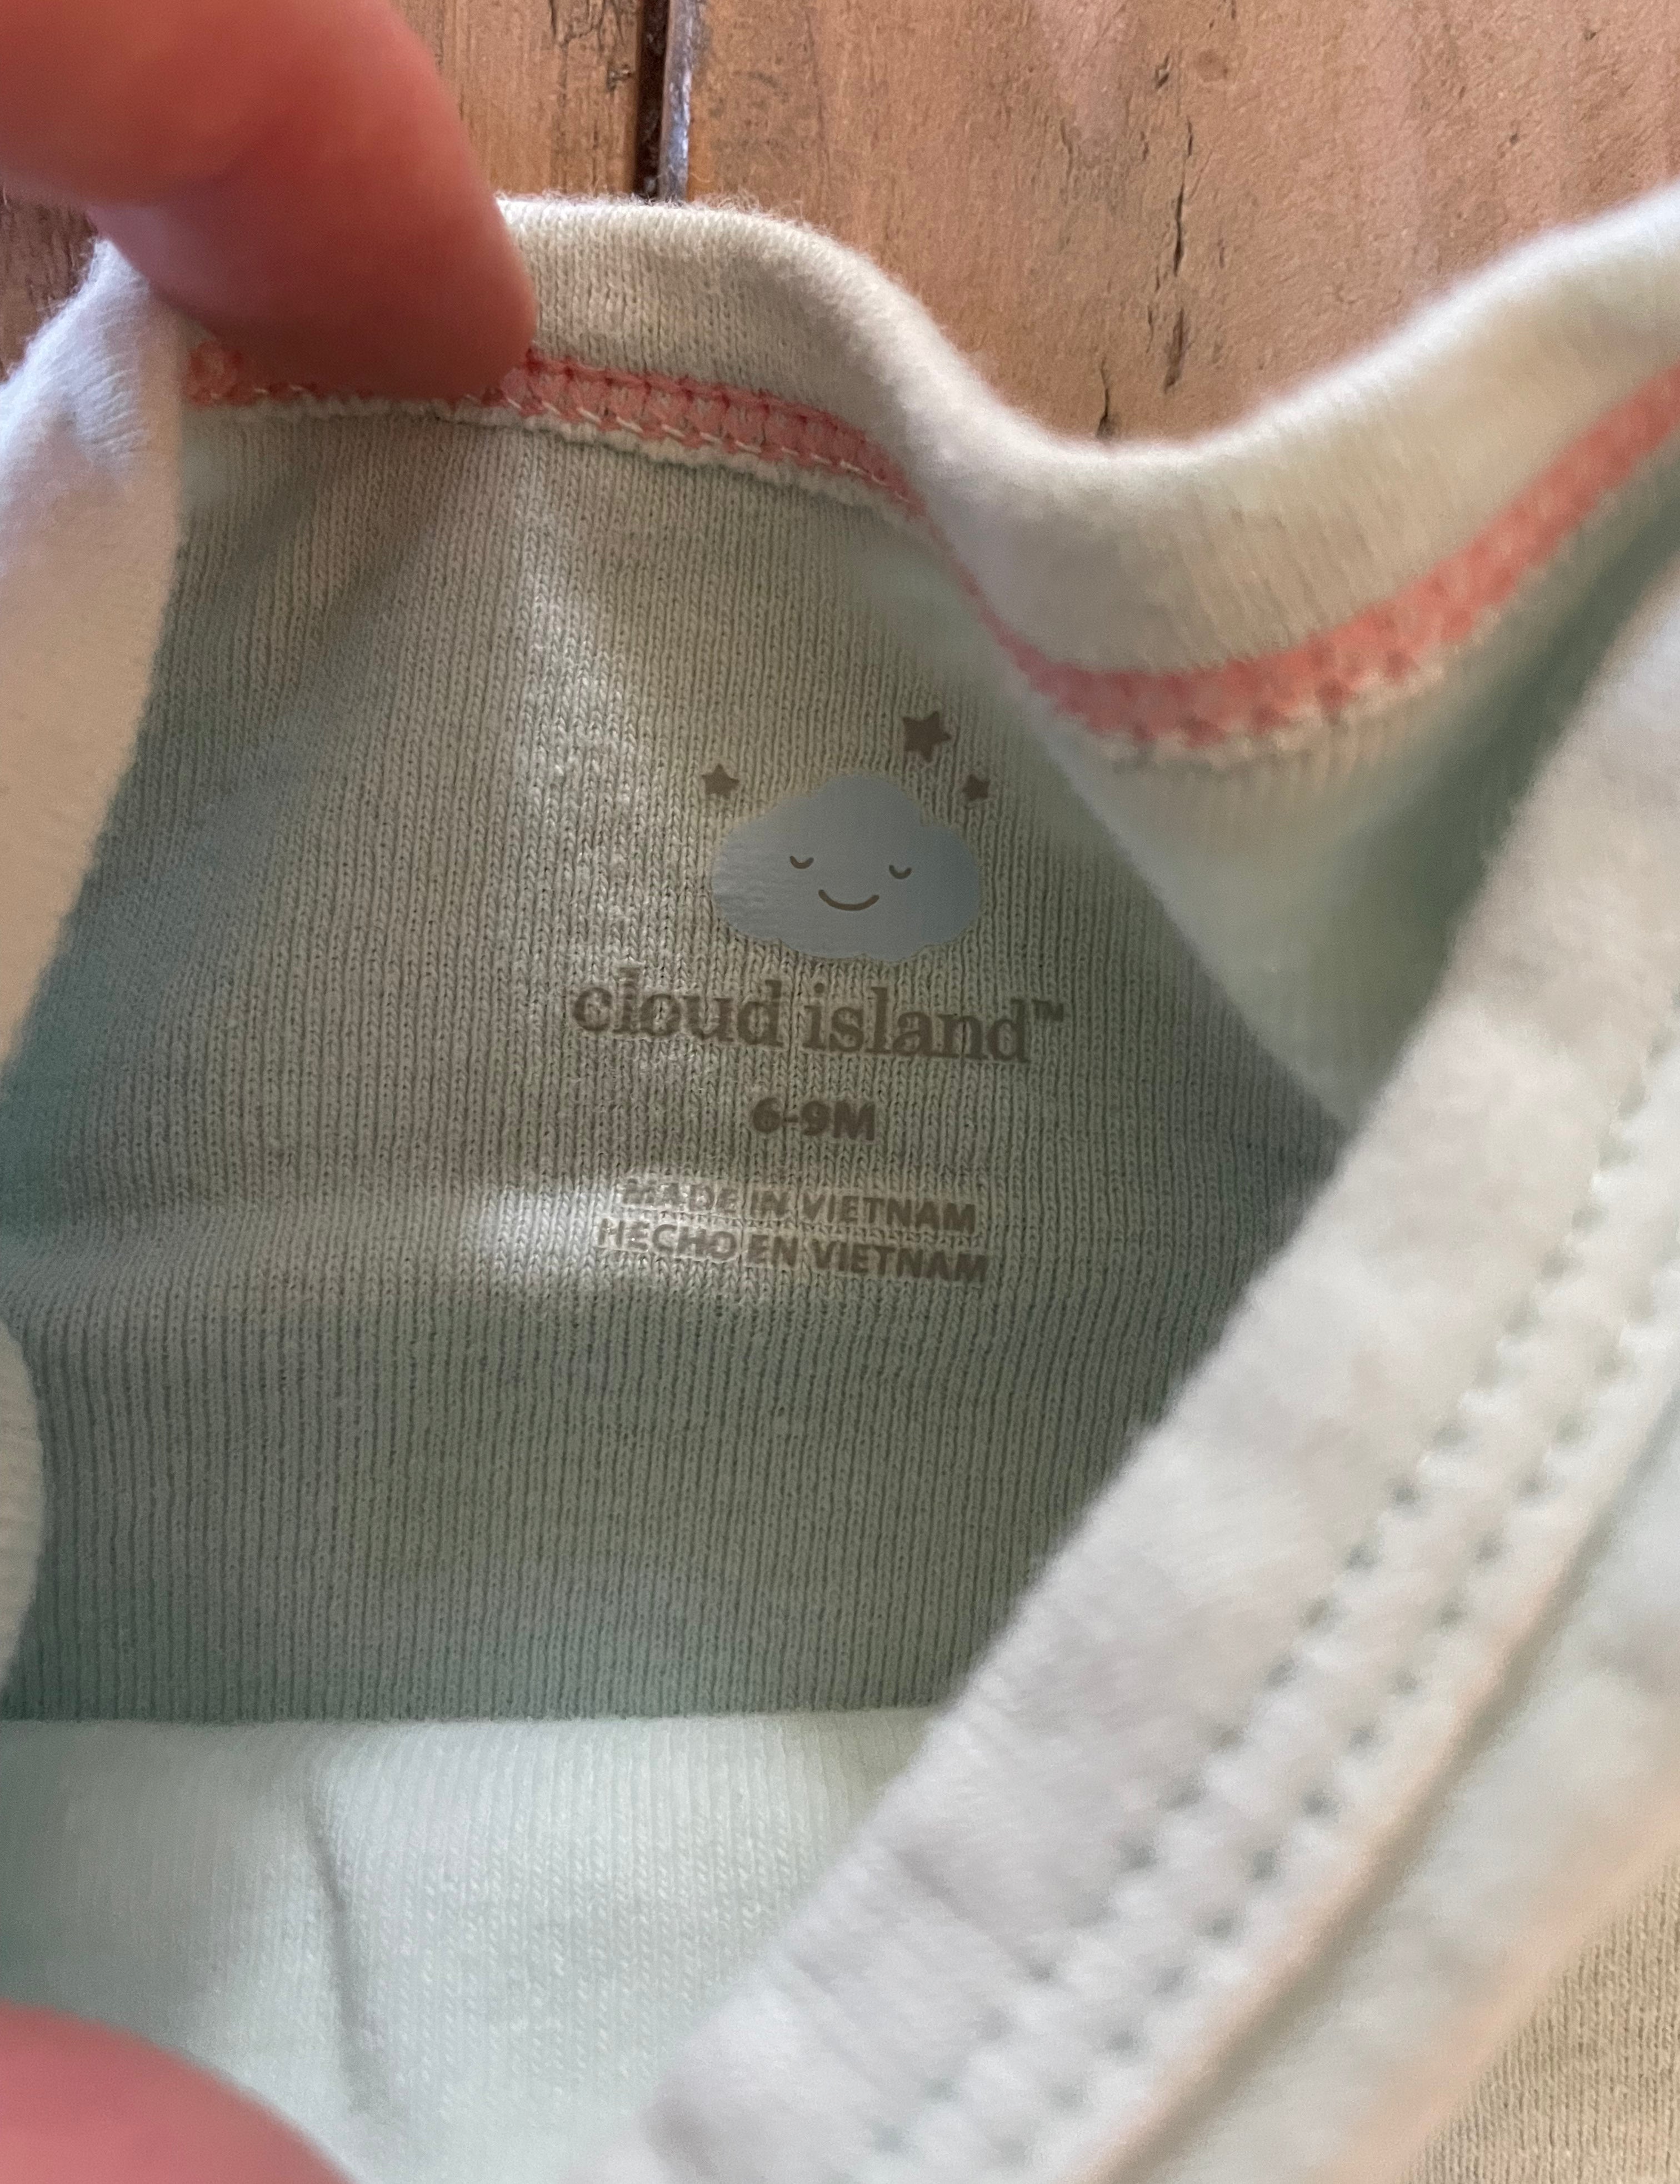 cloud island™
6-9M
MADE IN VIETNAM
HECHO EN VIETNAM